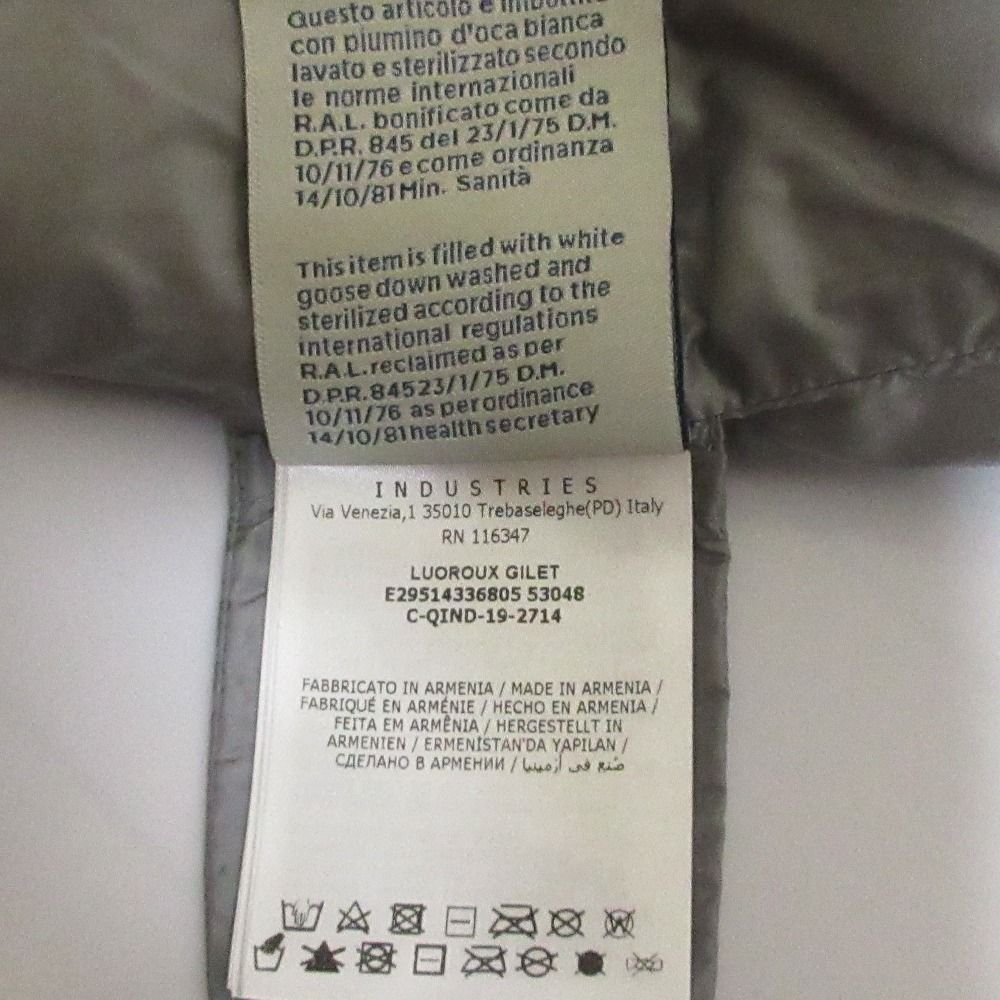 Questo articolo è imbottito
con piumino d'oca bianca
lavato e sterilizzato secondo
le norme internazionali
R.A.L. bonificato come da
D.P.R. 845 del 23/1/75 D.M.
10/11/76 e come ordinanza
14/10/81 Min. Sanità
This item is filled with white
goose down washed and
sterilized according to the
international regulations
R.A.L. reclaimed as per
D.P.R. 84523/1/75 D.M.
10/11/76 as per ordinance
14/10/81 health secretary
INDUSTRIES
Via Venezia,1 35010 Trebaseleghe(PD) Italy
RN 116347
LUOROUX GILET
E29514336805 53048
C-QIND-19-2714
FABBRICATO IN ARMENIA / MADE IN ARMENIA /
FABRIQUÉ EN ARMÉNIE / HECHO EN ARMENIA /
FEITA EM ARMÊNIA / HERGESTELLT IN
ARMENIEN / ERMENİSTAN'DA YAPILAN /
СДЕЛАНО В АРМЕНИИ / صُنع في أرمينيا